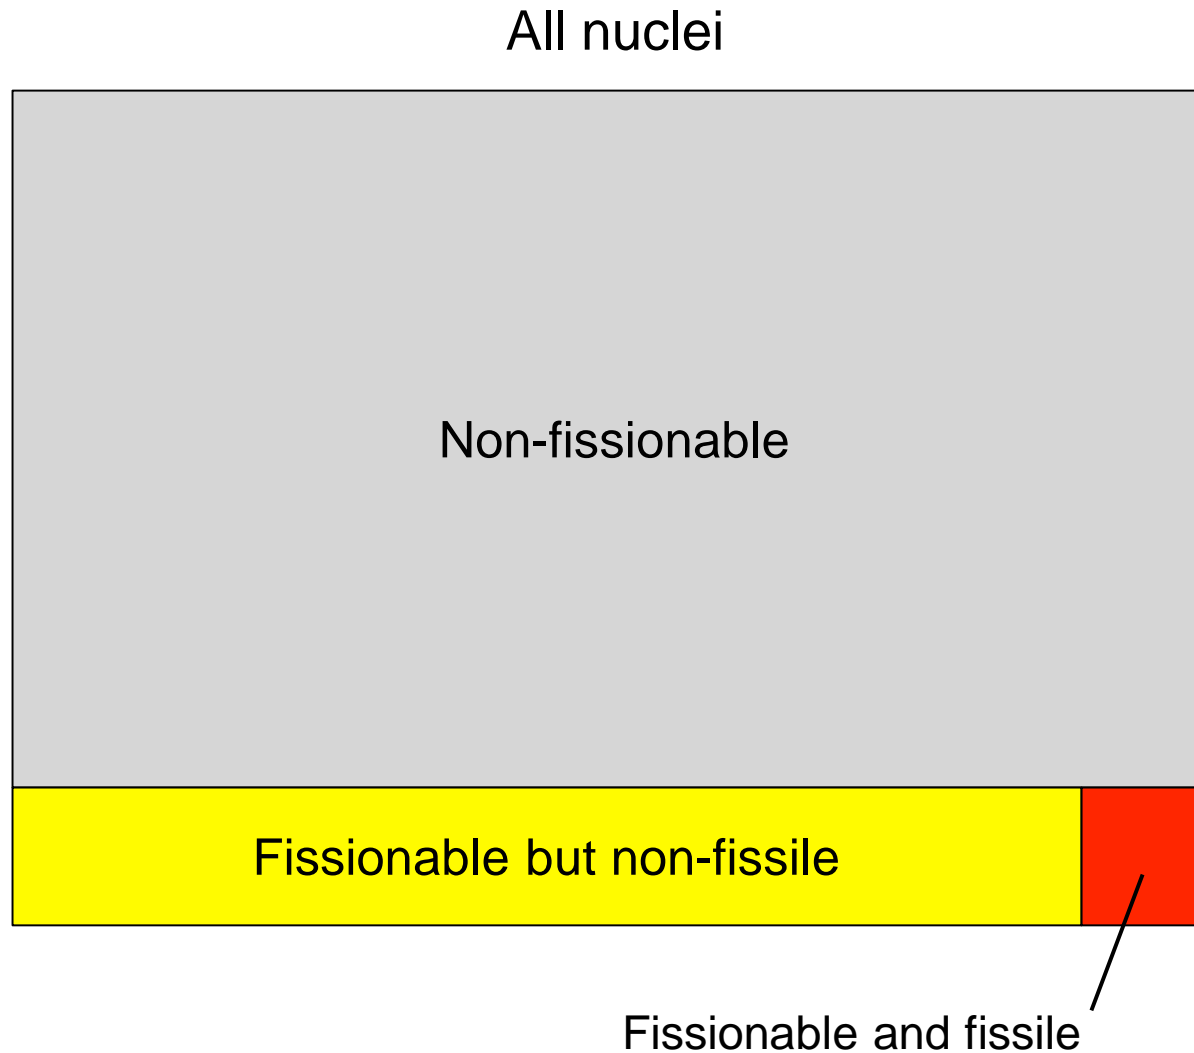 All nuclei
Non-fissionable
Fissionable but non-fissile
Fissionable and fissile